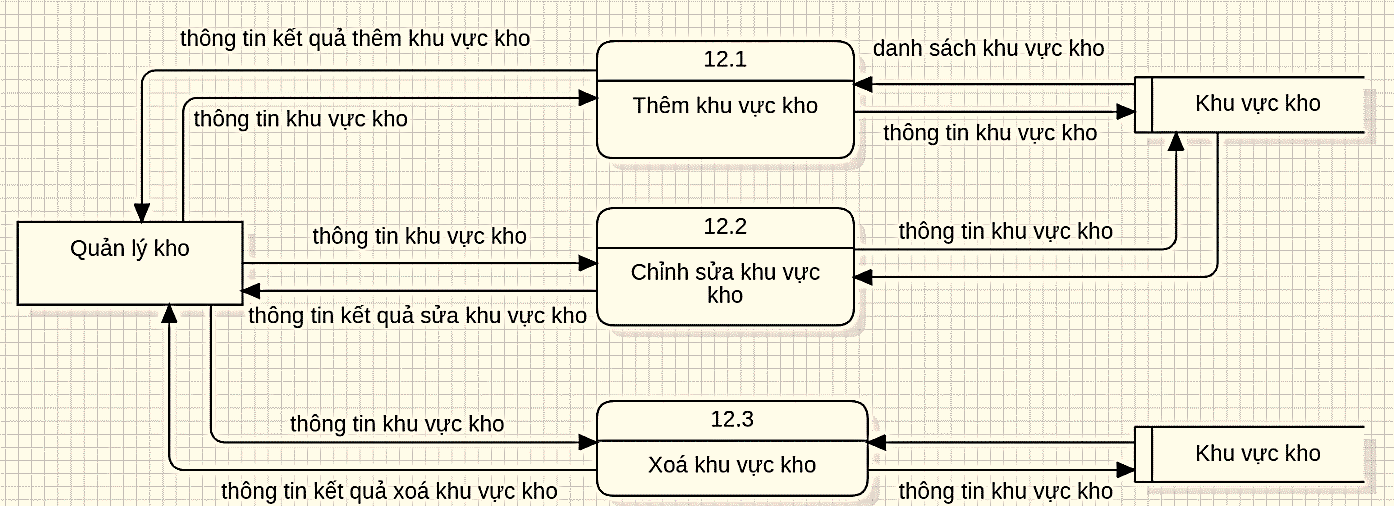 thông tin kết quả thêm khu vực kho
12.1
danh sách khu vực kho
Thêm khu vực kho
Khu vực kho
thông tin khu vực kho
thông tin khu vực kho
Quản lý kho
thông tin khu vực kho
12.2
thông tin khu vực kho
Chỉnh sửa khu vực
kho
thông tin kết quả sửa khu vực kho
thông tin khu vực kho
12.3
Xoá khu vực kho
Khu vực kho
thông tin kết quả xoá khu vực kho
thông tin khu vực kho